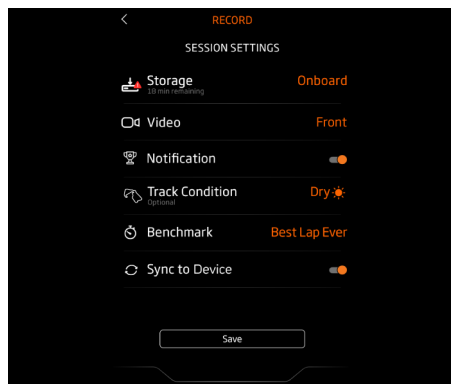 RECORD
SESSION SETTINGS
Storage Onboard
18 min remaining
Video Front
Notification
Track Condition Dry
Optional
Benchmark Best Lap Ever
Sync to Device
Save